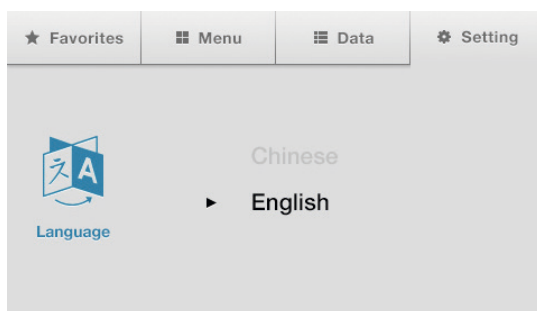 Favorites
Menu
Data
Setting
Chinese
English
Language